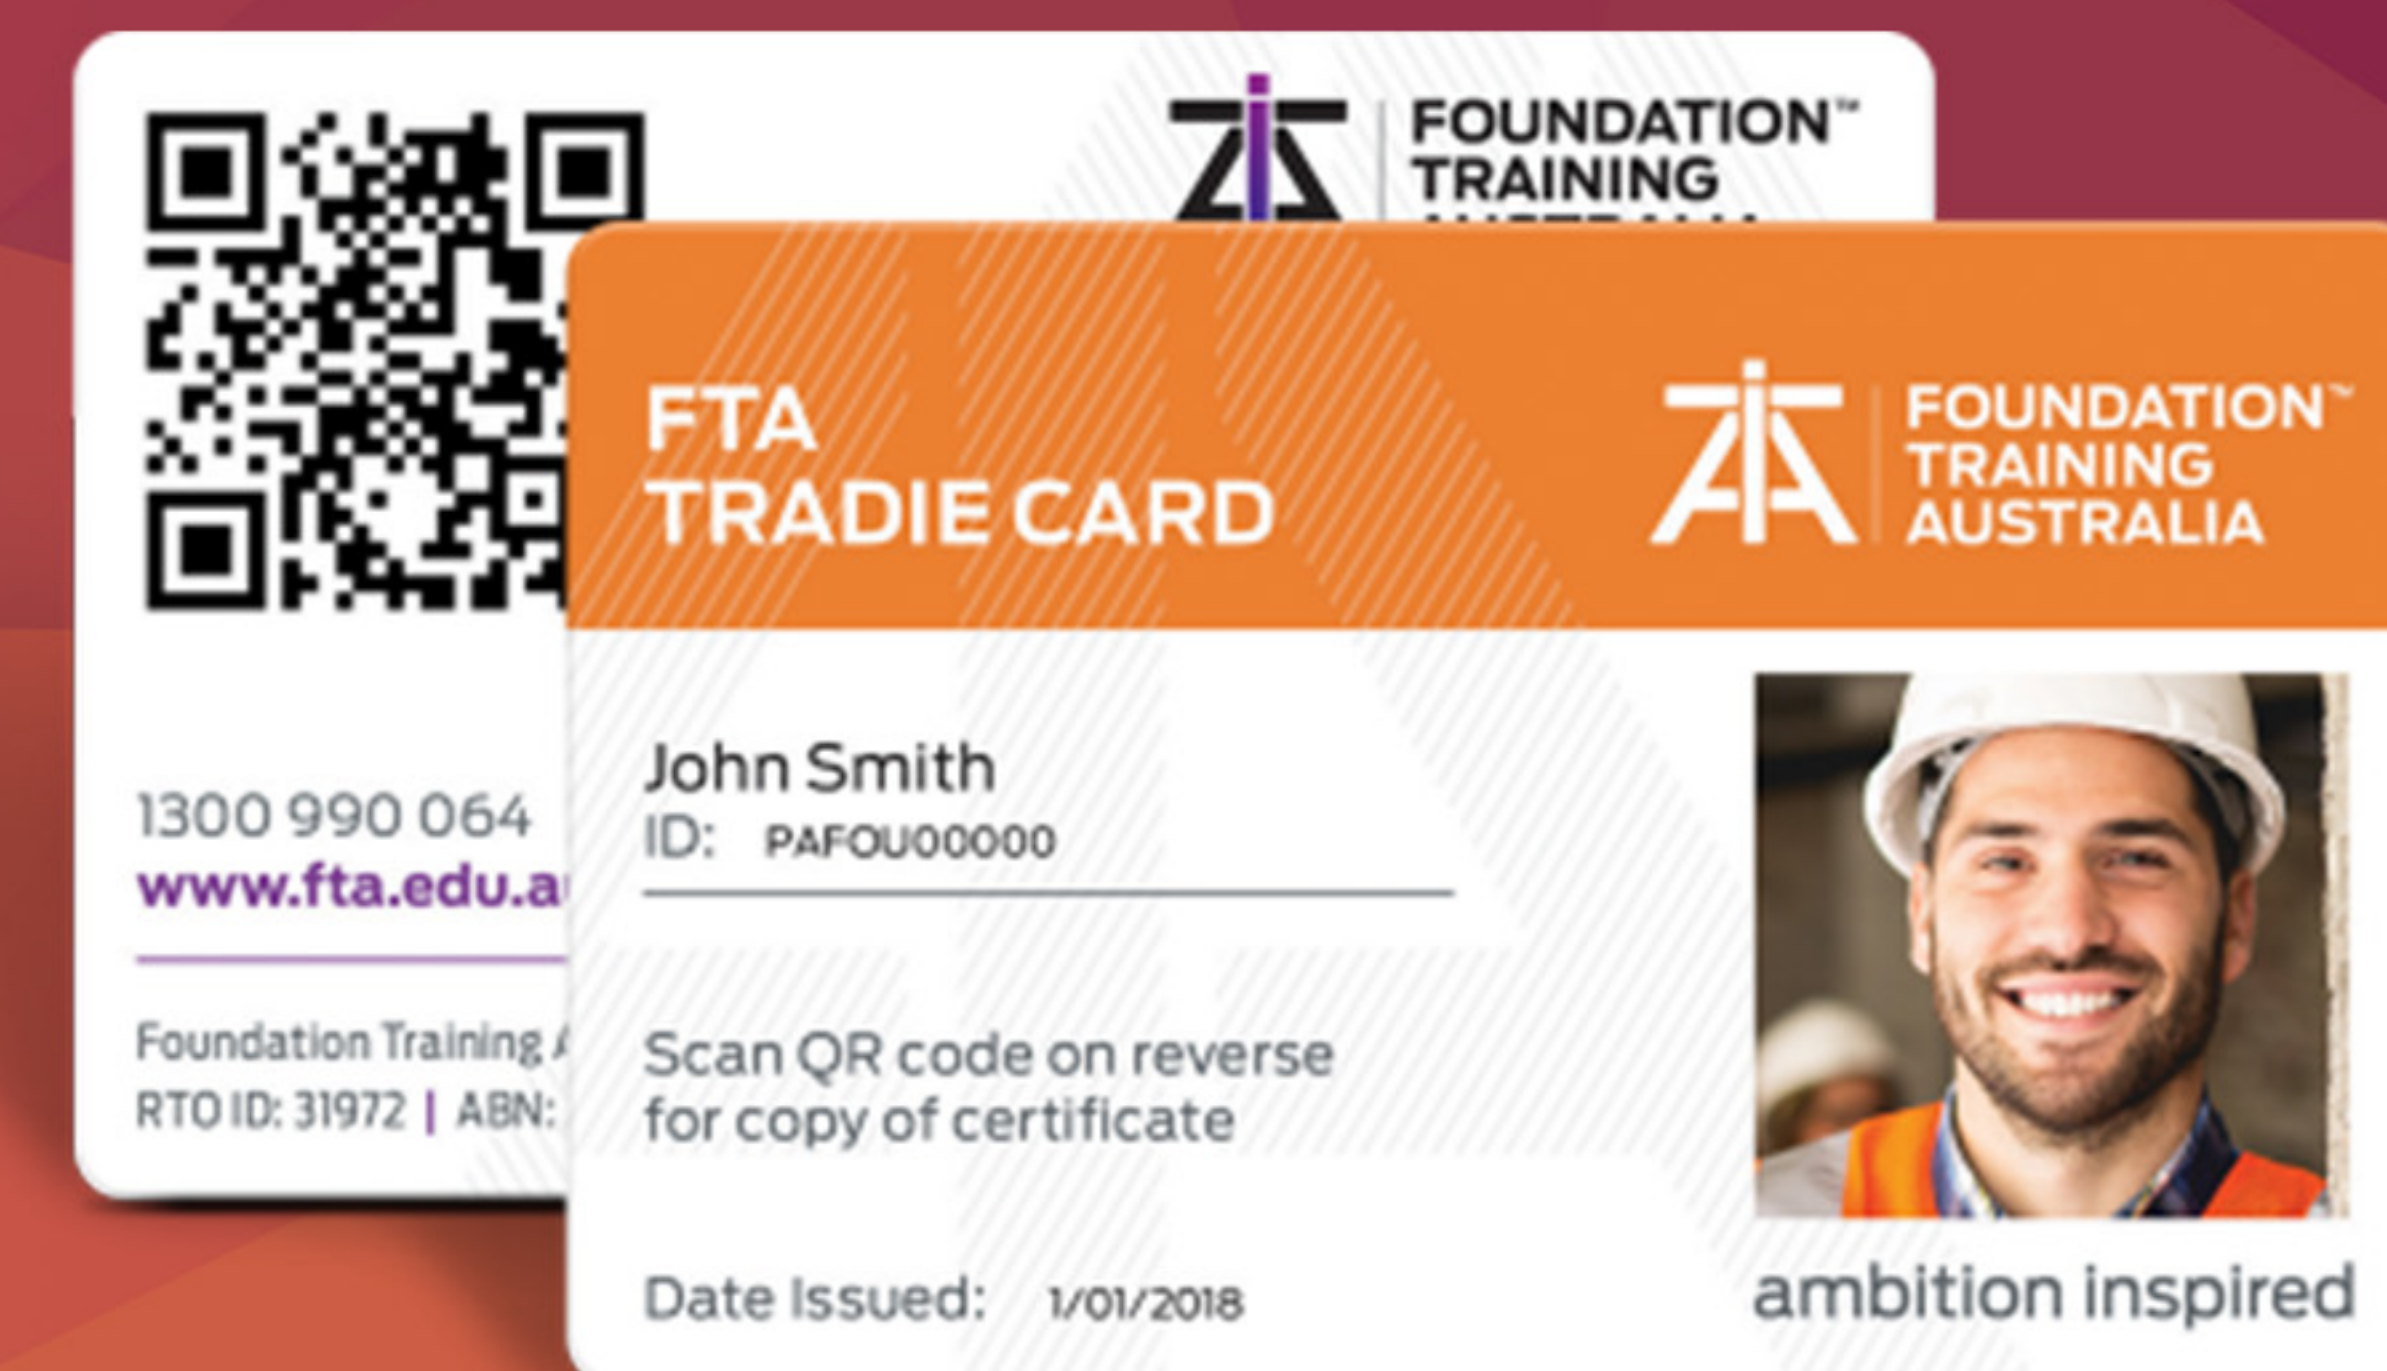 FOUNDATION™
TRAINING
AUSTRALIA
1300 990 064
www.fta.edu.au
Foundation Training
RTO ID: 31972 | ABN:
FTA
TRADIE CARD
FOUNDATION™
TRAINING
AUSTRALIA
John Smith
ID: PAFOU00000
Scan QR code on reverse
for copy of certificate
Date Issued: 1/01/2018
ambition inspired